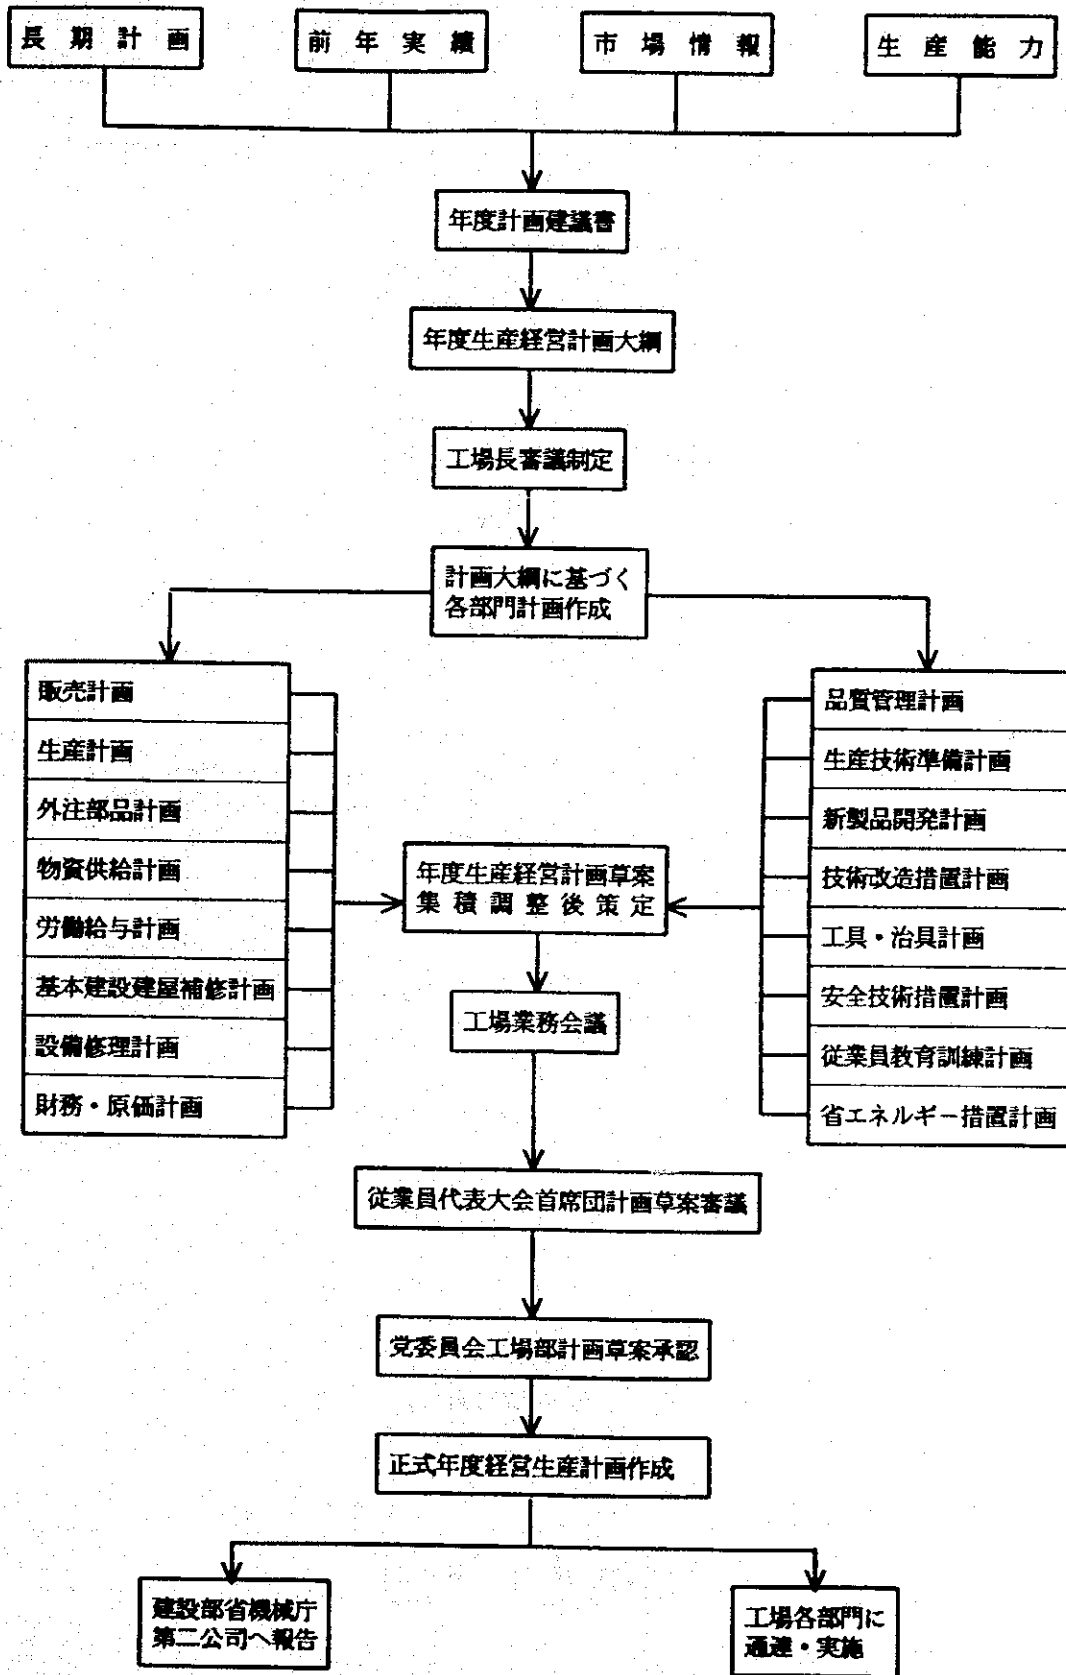 長期計画
前年実績
市場情報
生産能力
年度計画建議書
年度生産経営計画大綱
工場長審議制定
計画大綱に基づく
各部門計画作成
販売計画
生産計画
外注部品計画
物資供給計画
労働給与計画
基本建設建屋補修計画
設備修理計画
財務・原価計画
品質管理計画
生産技術準備計画
新製品開発計画
技術改造措置計画
工具・治具計画
安全技術措置計画
従業員教育訓練計画
省エネルギー措置計画
年度生産経営計画草案
集積調整後策定
工場業務会議
従業員代表大会首席団計画草案審議
党委員会工場部計画草案承認
正式年度経営生産計画作成
建設部省機械庁
第二公司へ報告
工場各部門に
通達・実施